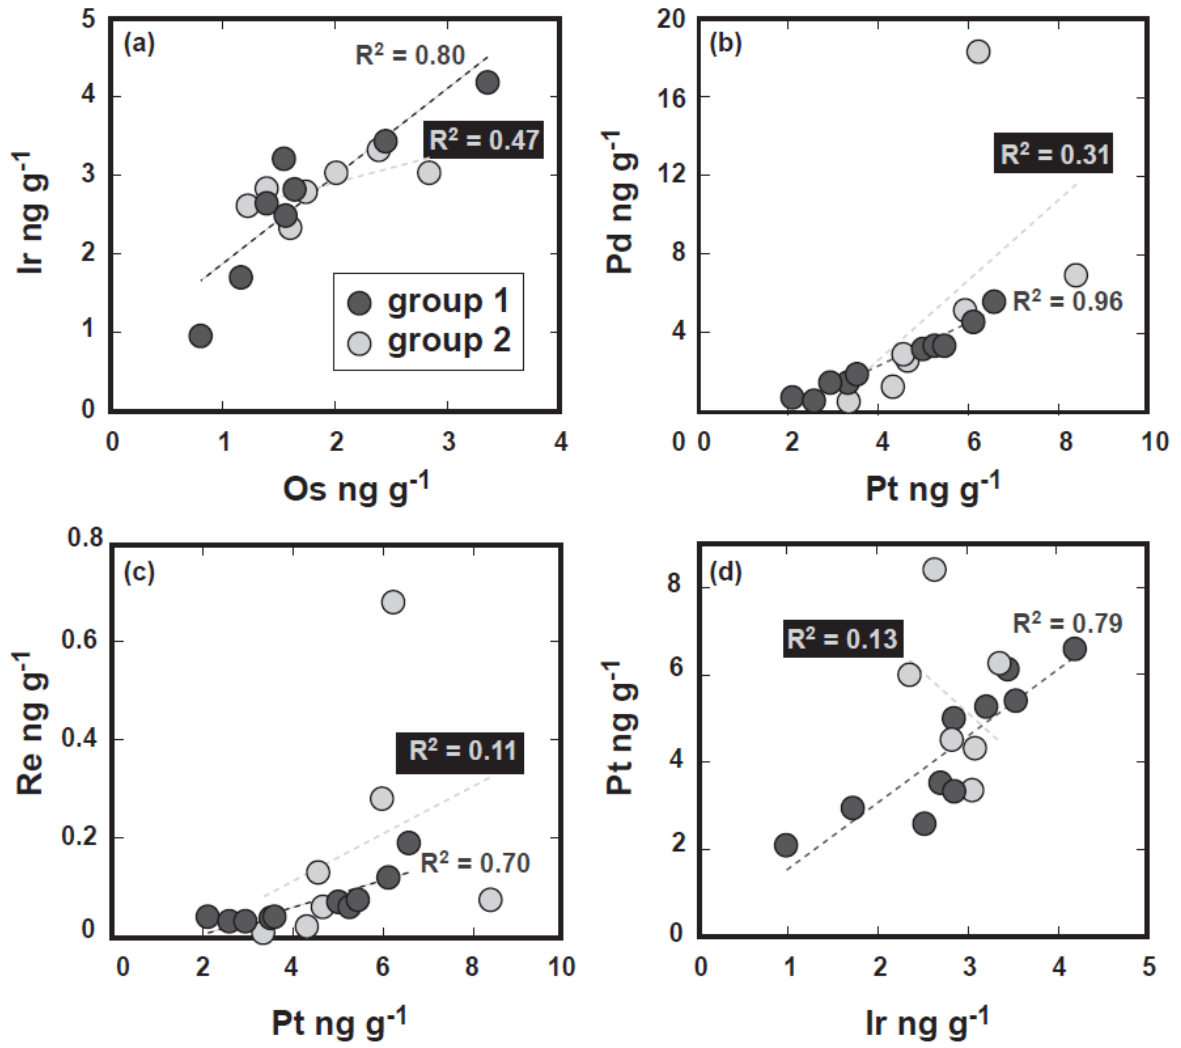 (a)
R² = 0.80
R² = 0.47
group 1
group 2
5
4
3
2
1
0
0 1 2 3 4
Ir ng g⁻¹
Os ng g⁻¹
(b)
R² = 0.31
R² = 0.96
20
16
12
8
4
0 0 2 4 6 8 10
Pd ng g⁻¹
Pt ng g⁻¹
(c)
R² = 0.11
R² = 0.70
0.8
0.6
0.4
0.2
0
0 2 4 6 8 10
Re ng g⁻¹
Pt ng g⁻¹
(d)
R² = 0.79
R² = 0.13
8
6
4
2
0
0 1 2 3 4 5
Pt ng g⁻¹
Ir ng g⁻¹